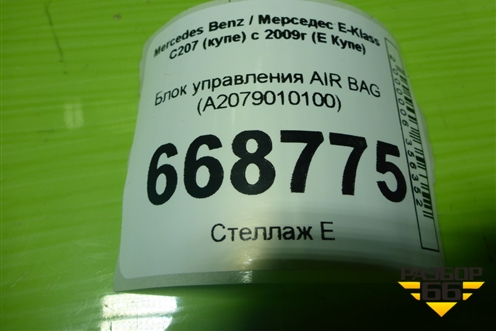 Mercedes Benz / Мерседес E-Klass
C207 (купе) с 2009г (E Купе)
Блок управления AIR BAG
(A2079010100)
668775
Стеллаж E
РАЗБОР
66